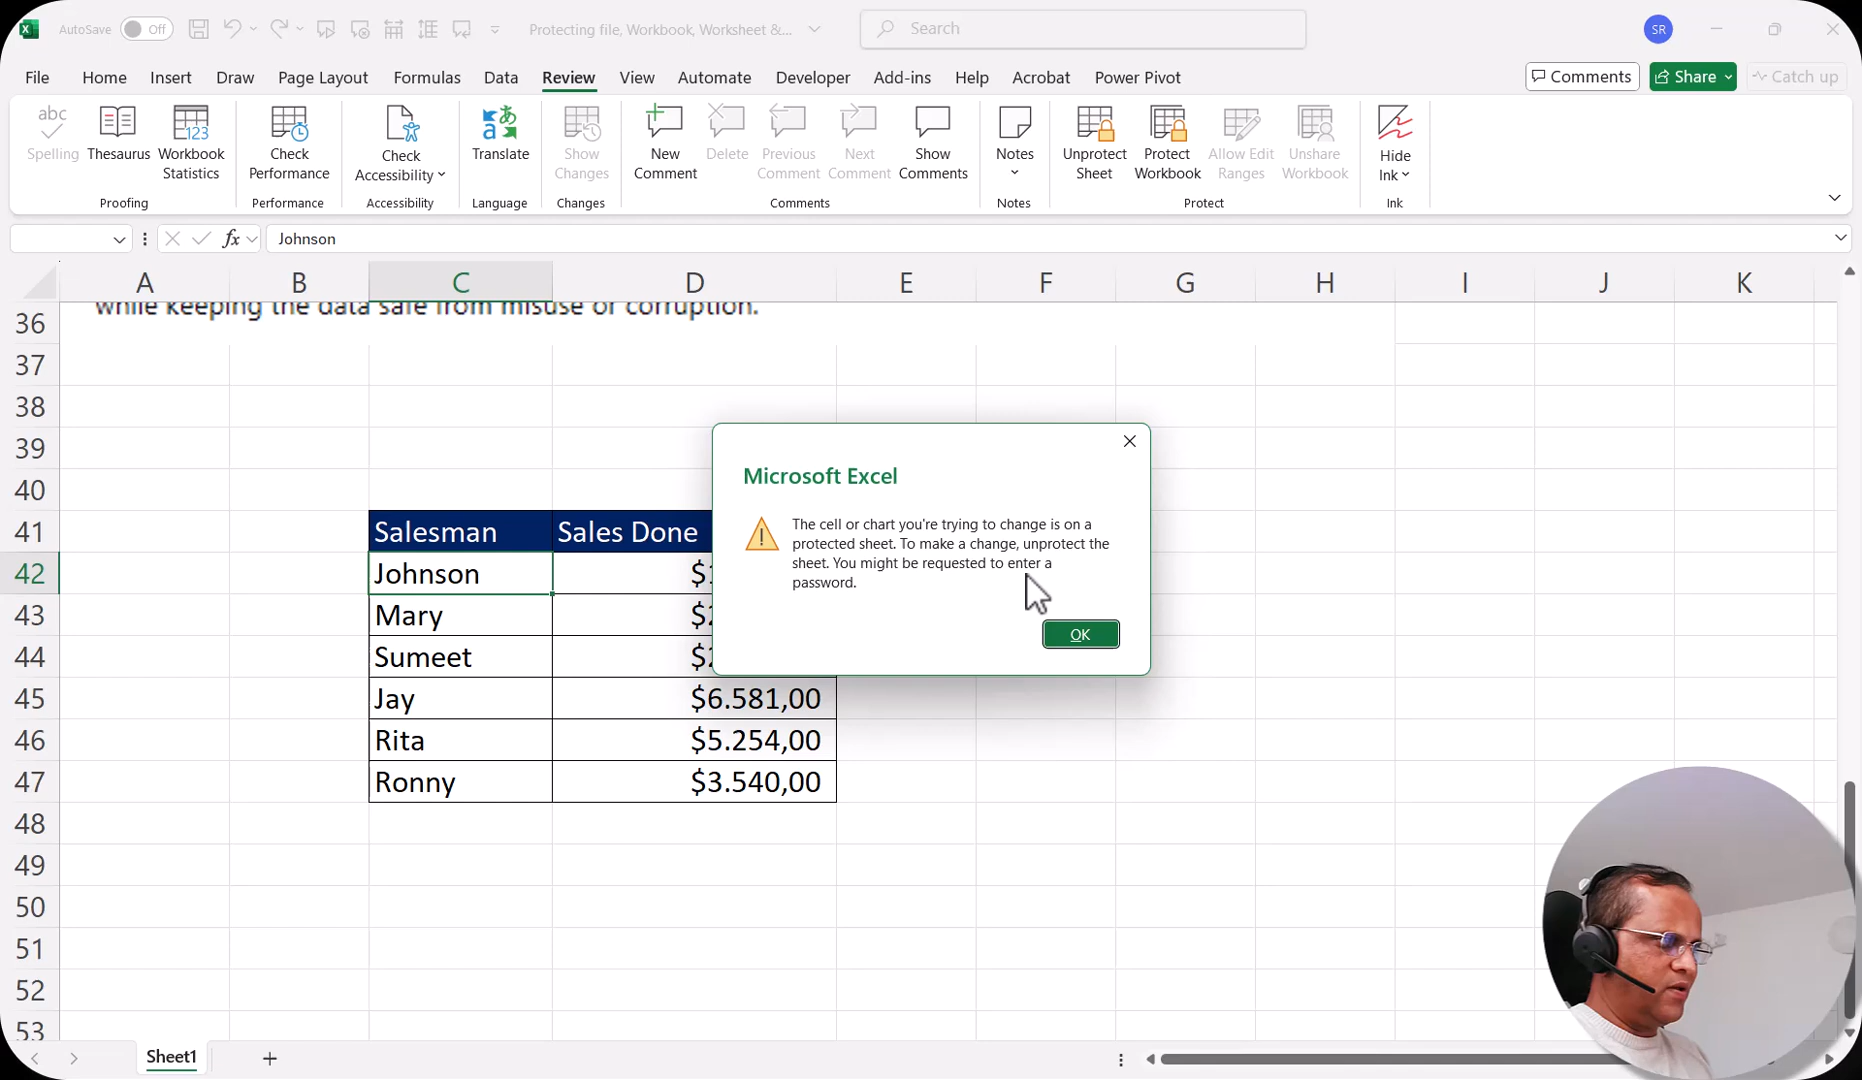 AutoSave Off Protecting file, Workbook, Worksheet &... Search SR
File Home Insert Draw Page Layout Formulas Data Review View Automate Developer Add-ins Help Acrobat Power Pivot Comments Share Catch up
abc
Spelling
Thesaurus
123
Workbook
Statistics
Proofing
Check
Performance
Performance
Check
Accessibility
Accessibility
Translate
Language
Show
Changes
Changes
New
Comment
Delete
Previous
Comment
Next
Comment
Show
Comments
Comments
Notes
Notes
Unprotect
Sheet
Protect
Workbook
Allow Edit
Ranges
Unshare
Workbook
Protect
Hide
Ink
Ink
fx Johnson
A B C D E F G H I J K
while keeping the data safe from misuse or corruption.
36
37
38
39
40
41 Salesman Sales Done
42 Johnson
43 Mary
44 Sumeet
45 Jay $6.581,00
46 Rita $5.254,00
47 Ronny $3.540,00
48
49
50
51
52
53
Microsoft Excel
The cell or chart you're trying to change is on a
protected sheet. To make a change, unprotect the
sheet. You might be requested to enter a
password.
OK
Sheet1